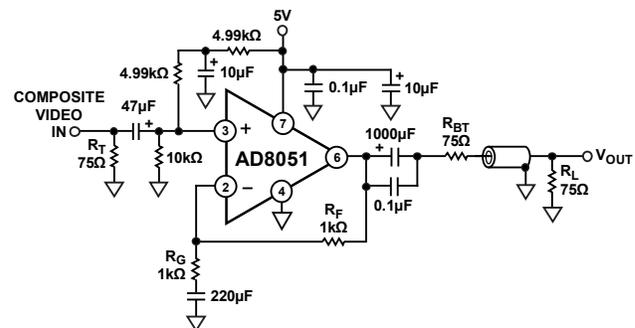 5V
4.99kΩ
4.99kΩ
+
10µF
0.1µF
+
10µF
COMPOSITE
VIDEO
IN
47µF
+
RT
75Ω
10kΩ
3
+
7
AD8051
6
2
−
4
1000µF
+
0.1µF
RBT
75Ω
VOUT
RL
75Ω
RF
1kΩ
RG
1kΩ
220µF